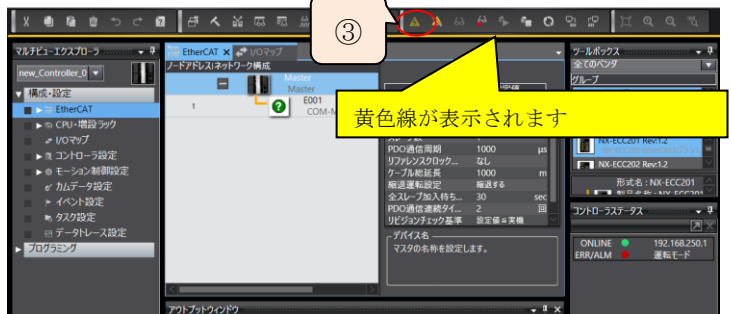 ③
マルチビューエクスプローラ
new_Controller_0
構成・設定
EtherCAT
CPU・増設ラック
I/Oマップ
コントローラ設定
モーション制御設定
カムデータ設定
イベント設定
タスク設定
データトレース設定
プログラミング
EtherCAT
I/Oマップ
ノードアドレス|ネットワーク構成
Master
Master
1
E001
COM-M
黄色線が表示されます
PDO通信周期 1000 μs
リファレンスクロック... なし
ケーブル総延長 1000 m
縮退運転設定 縮退する
全スレーブ加入待ち... 30 sec
PDO通信連続タイ... 2 回
リビジョンチェック基準 設定値≦実機
デバイス名
マスタの名称を設定します。
アウトプットウィンドウ
ツールボックス
全てのベンダ
グループ
NX-ECC201 Rev:1.2
NX-ECC202 Rev:1.2
形式名 : NX-ECC201
コントローラステータス
ONLINE 192.168.250.1
ERR/ALM 運転モード